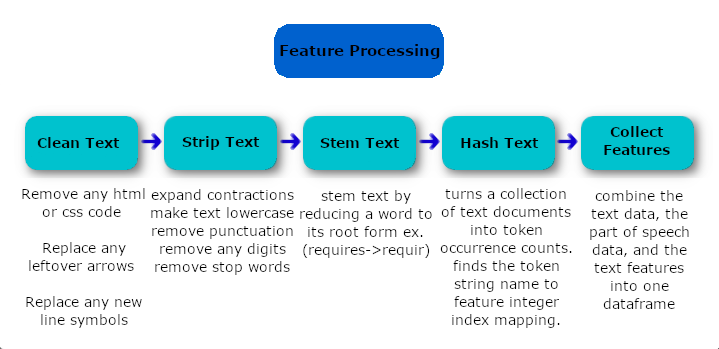 Feature Processing
Clean Text
Strip Text
Stem Text
Hash Text
Collect
Features
Remove any html
or css code
Replace any
leftover arrows
Replace any new
line symbols
expand contractions
make text lowercase
remove punctuation
remove any digits
remove stop words
stem text by
reducing a word to
its root form ex.
(requires->requir)
turns a collection
of text documents
into token
occurrence counts.
finds the token
string name to
feature integer
index mapping.
combine the
text data, the
part of speech
data, and the
text features
into one
dataframe